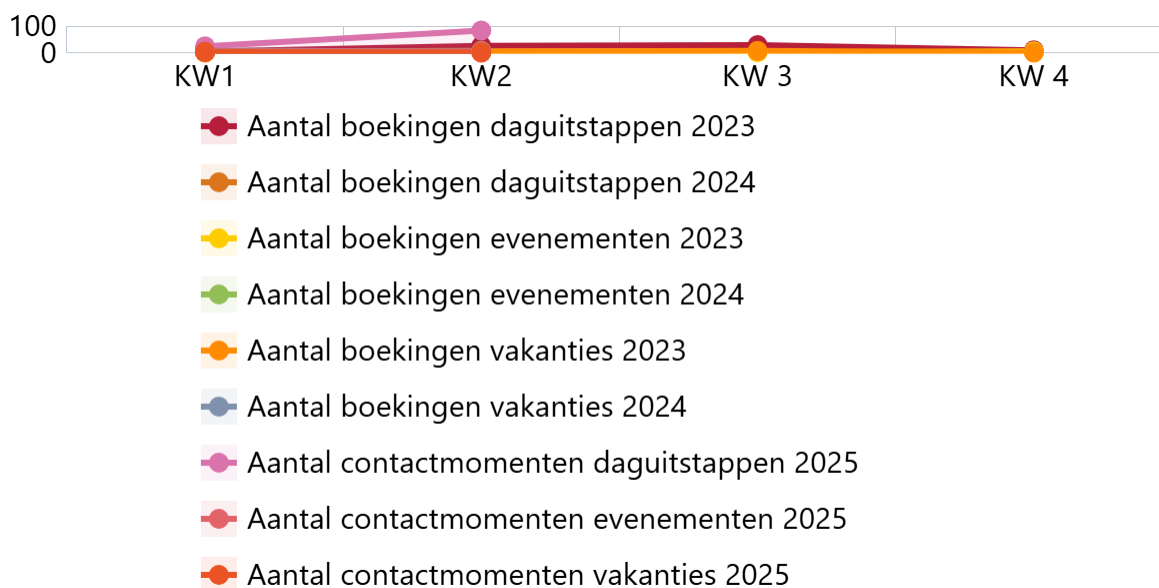 100
0
KW1 KW2 KW 3 KW 4
Aantal boekingen daguitstappen 2023
Aantal boekingen daguitstappen 2024
Aantal boekingen evenementen 2023
Aantal boekingen evenementen 2024
Aantal boekingen vakanties 2023
Aantal boekingen vakanties 2024
Aantal contactmomenten daguitstappen 2025
Aantal contactmomenten evenementen 2025
Aantal contactmomenten vakanties 2025